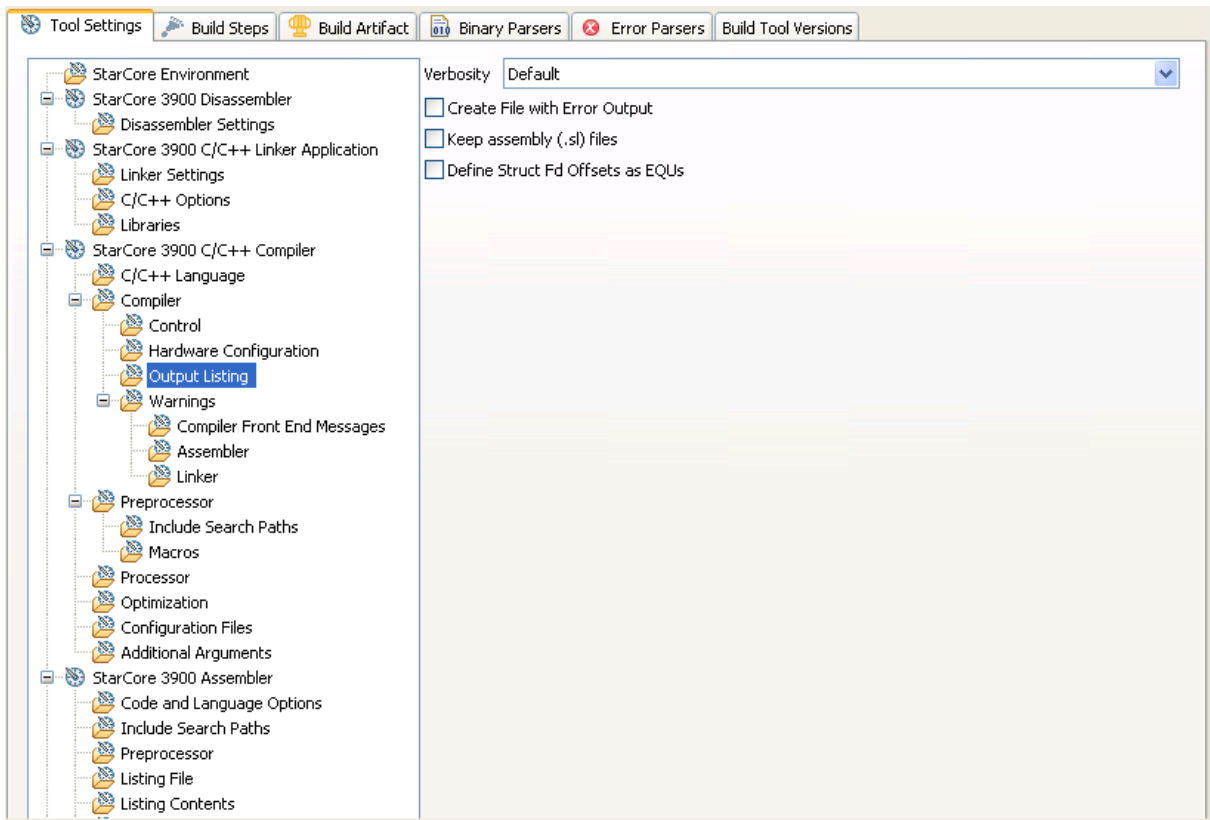 Tool Settings Build Steps Build Artifact Binary Parsers Error Parsers Build Tool Versions
StarCore Environment
StarCore 3900 Disassembler
Disassembler Settings
StarCore 3900 C/C++ Linker Application
Linker Settings
C/C++ Options
Libraries
StarCore 3900 C/C++ Compiler
C/C++ Language
Compiler
Control
Hardware Configuration
Output Listing
Warnings
Compiler Front End Messages
Assembler
Linker
Preprocessor
Include Search Paths
Macros
Processor
Optimization
Configuration Files
Additional Arguments
StarCore 3900 Assembler
Code and Language Options
Include Search Paths
Preprocessor
Listing File
Listing Contents
Verbosity Default
Create File with Error Output
Keep assembly (.sl) files
Define Struct Fd Offsets as EQUs